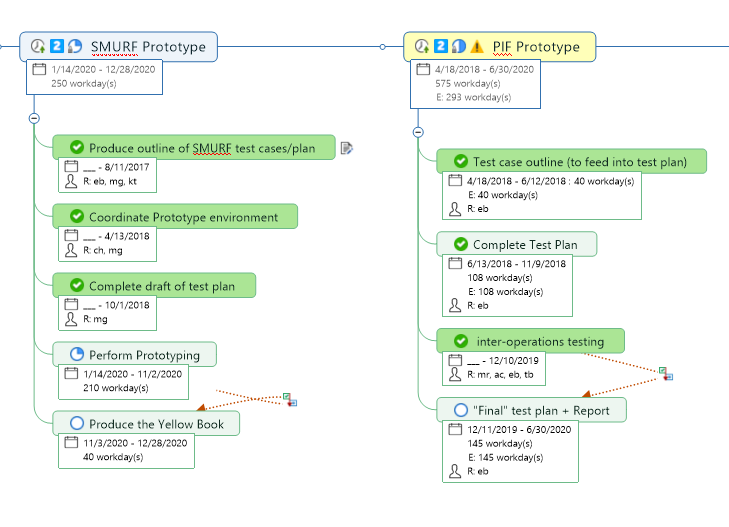 2 SMURF Prototype
1/14/2020 - 12/28/2020
250 workday(s)
Produce outline of SMURF test cases/plan
__ - 8/11/2017
R: eb, mg, kt
Coordinate Prototype environment
__ - 4/13/2018
R: ch, mg
Complete draft of test plan
__ - 10/1/2018
R: mg
Perform Prototyping
1/14/2020 - 11/2/2020
210 workday(s)
Produce the Yellow Book
11/3/2020 - 12/28/2020
40 workday(s)
2 PIF Prototype
4/18/2018 - 6/30/2020
575 workday(s)
E: 293 workday(s)
Test case outline (to feed into test plan)
4/18/2018 - 6/12/2018 : 40 workday(s)
E: 40 workday(s)
R: eb
Complete Test Plan
6/13/2018 - 11/9/2018
108 workday(s)
E: 108 workday(s)
R: eb
inter-operations testing
__ - 12/10/2019
R: mr, ac, eb, tb
"Final" test plan + Report
12/11/2019 - 6/30/2020
145 workday(s)
E: 145 workday(s)
R: eb